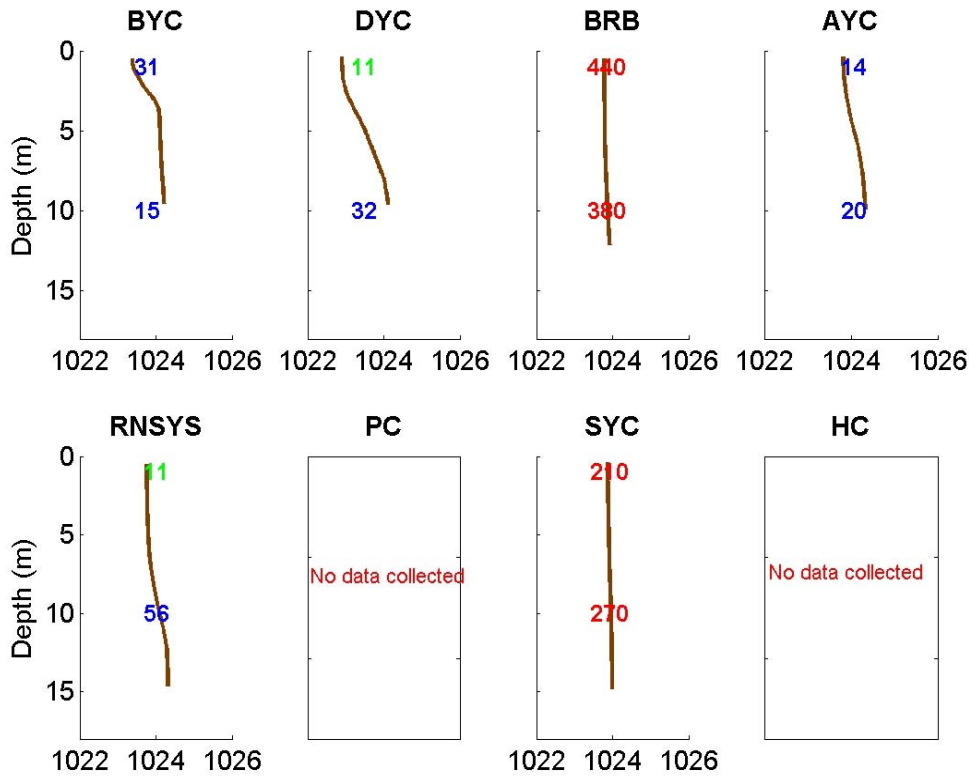 BYC DYC BRB AYC
0
31 11 440 14
5
15 32 380 20
10
15
Depth (m)
1022 1024 1026 1022 1024 1026 1022 1024 1026 1022 1024 1026
RNSYS PC SYC HC
0
11 210
5
No data collected No data collected
56 270
10
15
Depth (m)
1022 1024 1026 1022 1024 1026